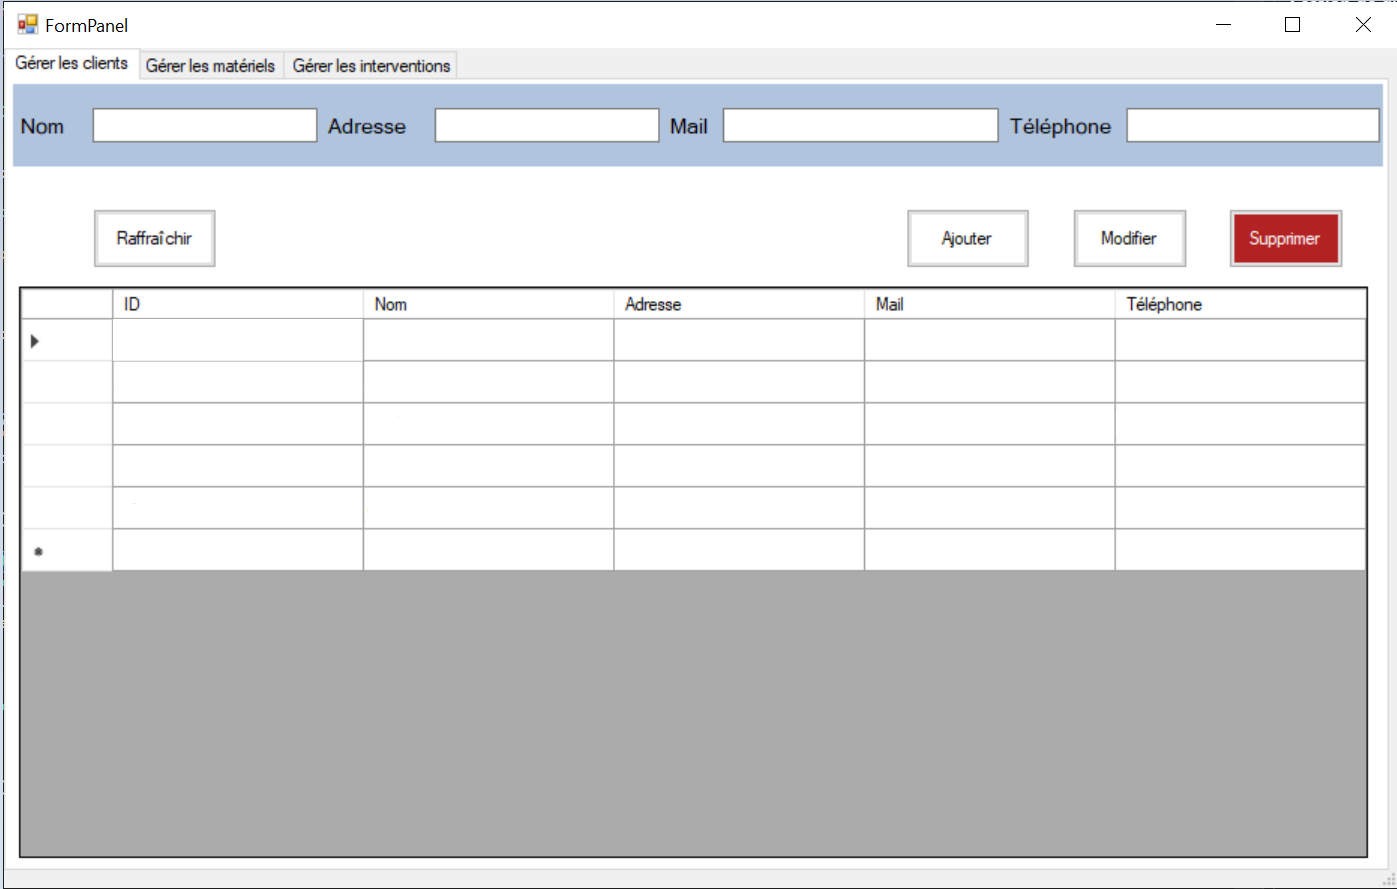 FormPanel
Gérer les clients Gérer les matériels Gérer les interventions
Nom Adresse Mail Téléphone
Raffraîchir Ajouter Modifier Supprimer
ID Nom Adresse Mail Téléphone